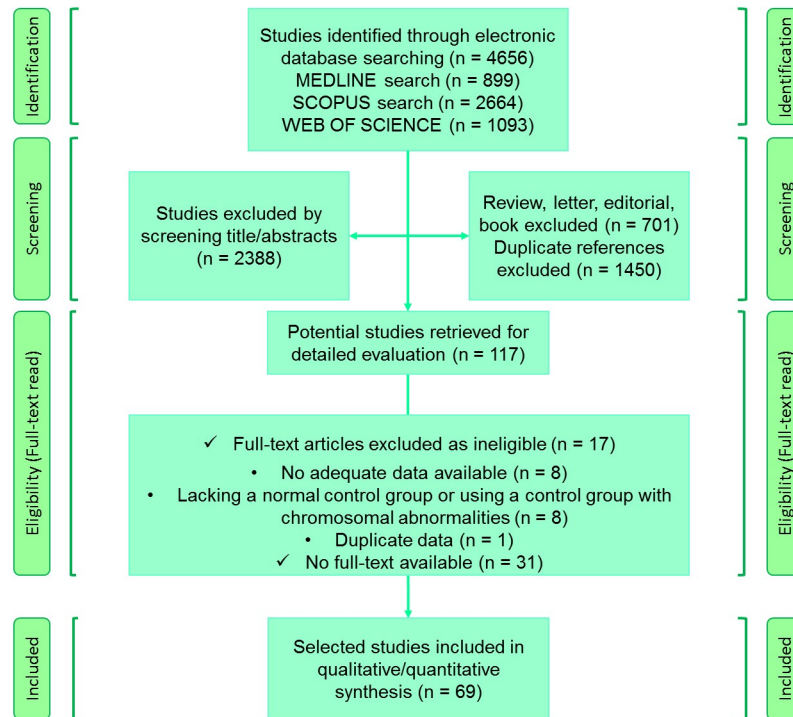 Identification
Studies identified through electronic
database searching (n = 4656)
MEDLINE search (n = 899)
SCOPUS search (n = 2664)
WEB OF SCIENCE (n = 1093)
Identification
Screening
Studies excluded by
screening title/abstracts
(n = 2388)
Review, letter, editorial,
book excluded (n = 701)
Duplicate references
excluded (n = 1450)
Screening
Eligibility (Full-text read)
Potential studies retrieved for
detailed evaluation (n = 117)
✓ Full-text articles excluded as ineligible (n = 17)
• No adequate data available (n = 8)
• Lacking a normal control group or using a control group with
chromosomal abnormalities (n = 8)
• Duplicate data (n = 1)
✓ No full-text available (n = 31)
Eligibility (Full-text read)
Included
Selected studies included in
qualitative/quantitative
synthesis (n = 69)
Included